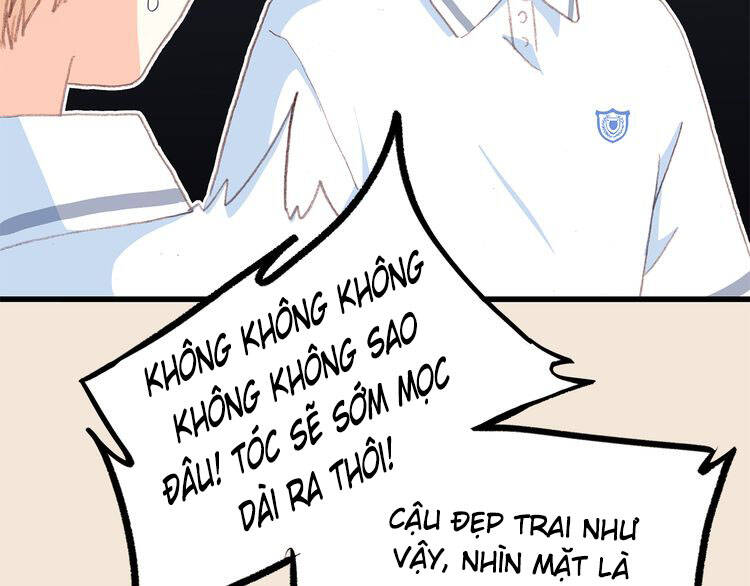 KHÔNG KHÔNG KHÔNG
KHÔNG KHÔNG SAO
ĐÂU! TÓC SẼ SỚM MỌC
DÀI RA THÔI!
CẬU ĐẸP TRAI NHƯ
VẬY, NHÌN MẶT LÀ